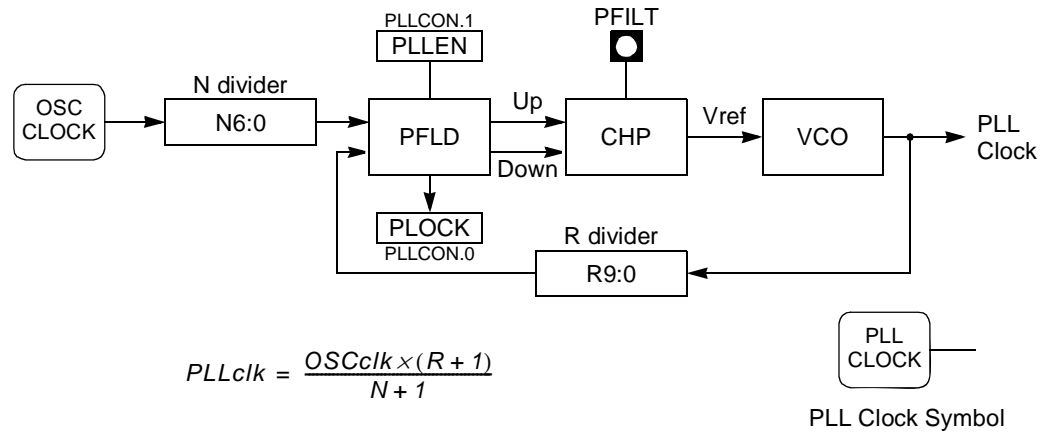 PLLCON.1
PLLEN
PFILT
N divider
OSC
CLOCK
N6:0
PFLD
Up
Down
CHP
Vref
VCO
PLL
Clock
PLOCK
PLLCON.0
R divider
R9:0
PLLclk = OSCclk × (R + 1)
N + 1
PLL
CLOCK
PLL Clock Symbol